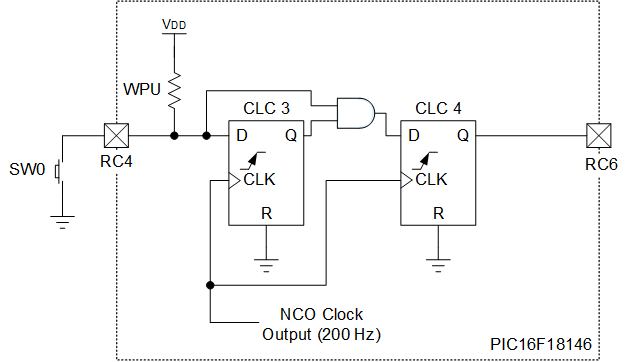 VDD
WPU
CLC 3
CLC 4
D
Q
D
Q
RC4
RC6
SW0
CLK
CLK
R
R
NCO Clock
Output (200 Hz)
PIC16F18146